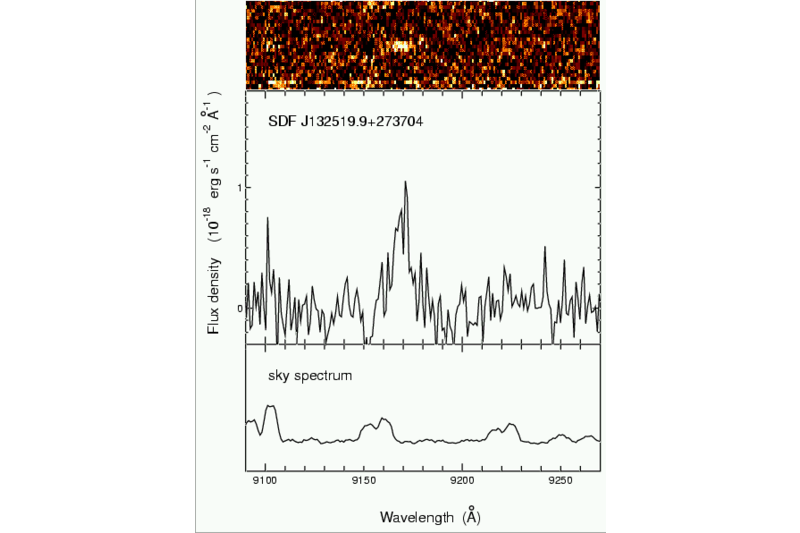 SDF J132519.9+273704
Flux density (10⁻¹⁸ erg s⁻¹ cm⁻² Å⁻¹)
1
0
sky spectrum
9100 9150 9200 9250
Wavelength (Å)